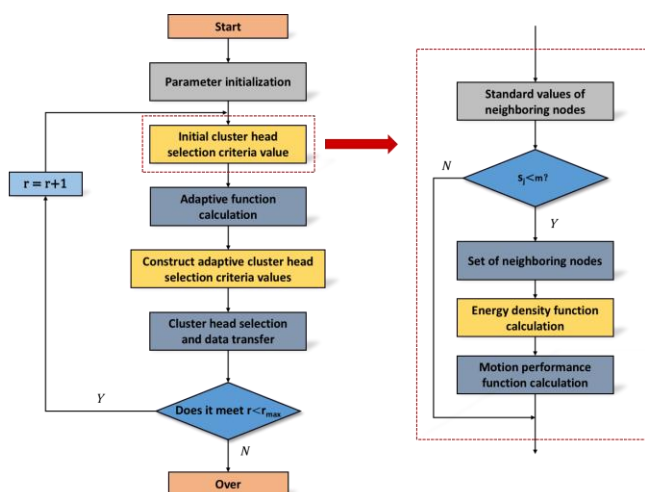 Start
Parameter initialization
Initial cluster head
selection criteria value
r = r+1
Adaptive function
calculation
Construct adaptive cluster head
selection criteria values
Cluster head selection
and data transfer
Y
Does it meet r<r_max
N
Over
Standard values of
neighboring nodes
N
s_j<m?
Y
Set of neighboring nodes
Energy density function
calculation
Motion performance
function calculation